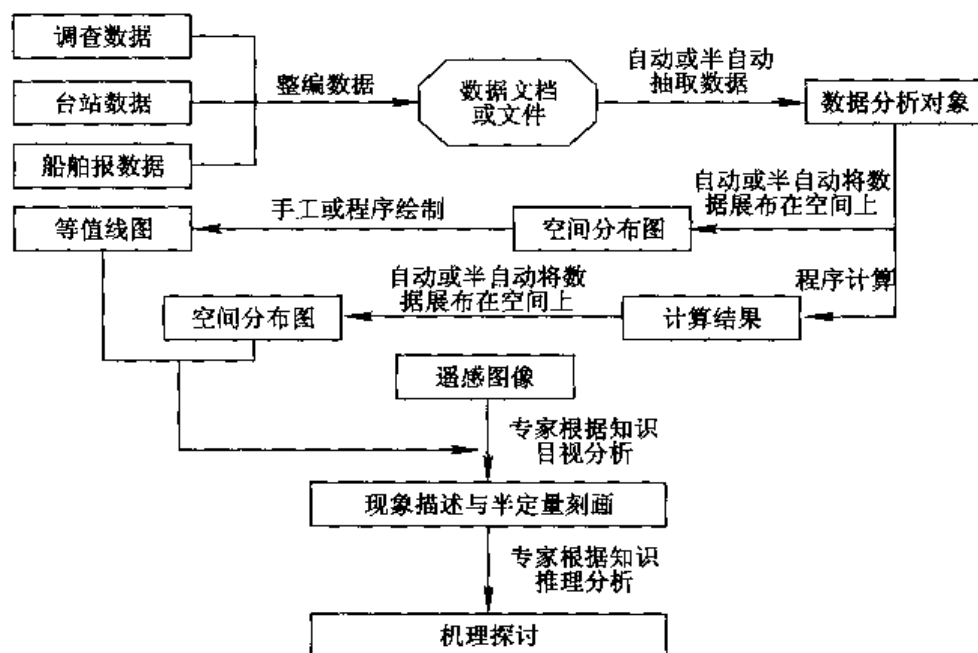 调查数据
台站数据
船舶报数据
整编数据
数据文档
或文件
自动或半自动
抽取数据
数据分析对象
自动或半自动将数
据展布在空间上
空间分布图
手工或程序绘制
等值线图
程序计算
计算结果
自动或半自动将数
据展布在空间上
空间分布图
遥感图像
专家根据知识
目视分析
现象描述与半定量刻画
专家根据知识
推理分析
机理探讨